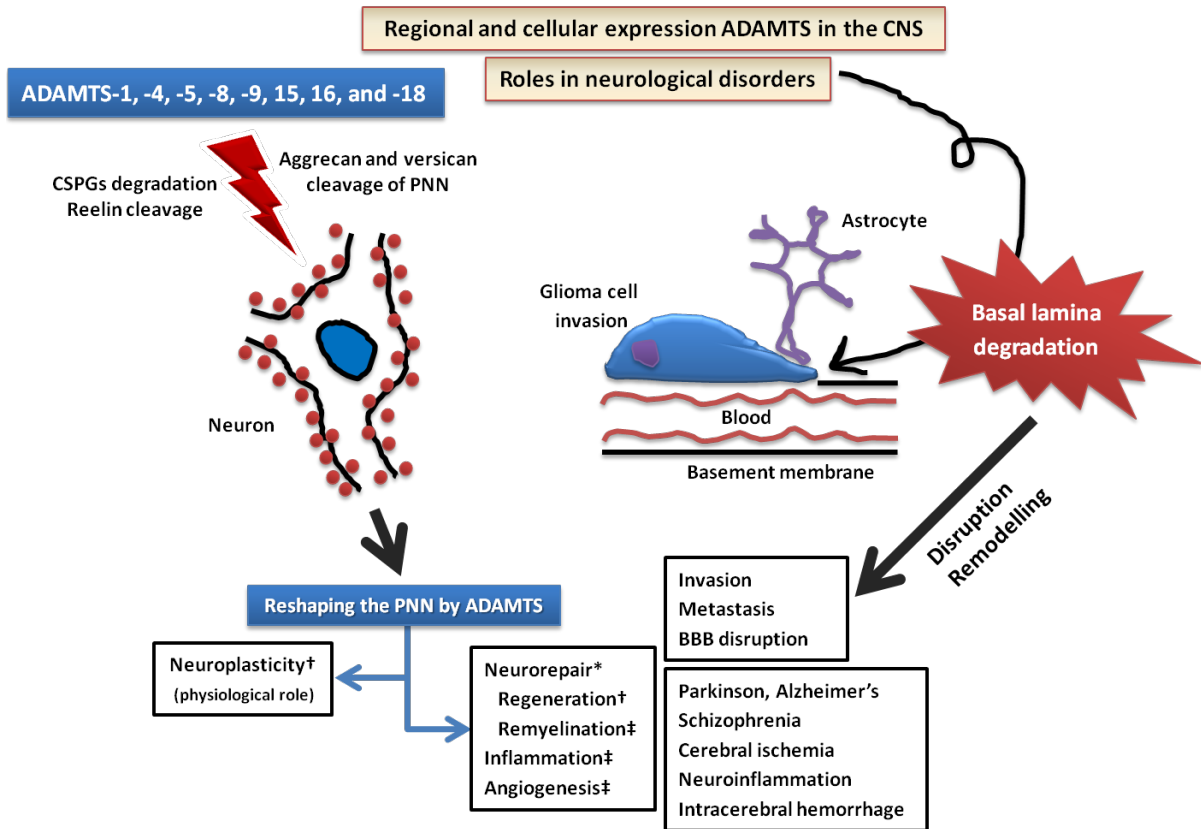 Regional and cellular expression ADAMTS in the CNS
Roles in neurological disorders
ADAMTS-1, -4, -5, -8, -9, 15, 16, and -18
Aggrecan and versican
cleavage of PNN
CSPGs degradation
Reelin cleavage
Neuron
Astrocyte
Glioma cell
invasion
Blood
Basement membrane
Basal lamina
degradation
Disruption
Remodelling
Reshaping the PNN by ADAMTS
Neuroplasticity†
(physiological role)
Neurorepair*
Regeneration†
Remyelination‡
Inflammation‡
Angiogenesis‡
Invasion
Metastasis
BBB disruption
Parkinson, Alzheimer’s
Schizophrenia
Cerebral ischemia
Neuroinflammation
Intracerebral hemorrhage